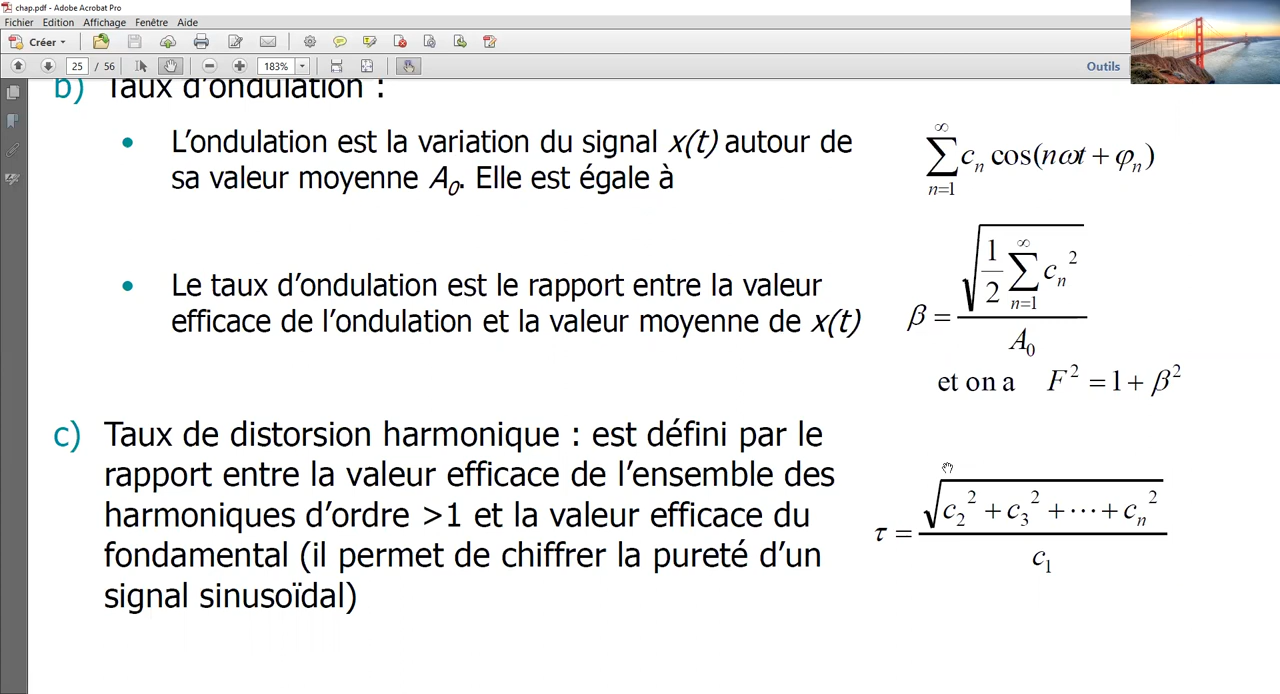 chap.pdf - Adobe Acrobat Pro
Fichier Edition Affichage Fenêtre Aide
Créer
25 / 56 183% Outils
b) Taux d'ondulation :
• L'ondulation est la variation du signal x(t) autour de
sa valeur moyenne A₀. Elle est égale à
∞
∑ cₙ cos(nωt + φₙ)
n=1
• Le taux d'ondulation est le rapport entre la valeur
efficace de l'ondulation et la valeur moyenne de x(t)
β = √(1/2 ∑_{n=1}^{∞} cₙ²) / A₀
et on a F² = 1 + β²
c) Taux de distorsion harmonique : est défini par le
rapport entre la valeur efficace de l'ensemble des
harmoniques d'ordre >1 et la valeur efficace du
fondamental (il permet de chiffrer la pureté d'un
signal sinusoïdal)
τ = √(c₂² + c₃² + ⋯ + cₙ²) / c₁